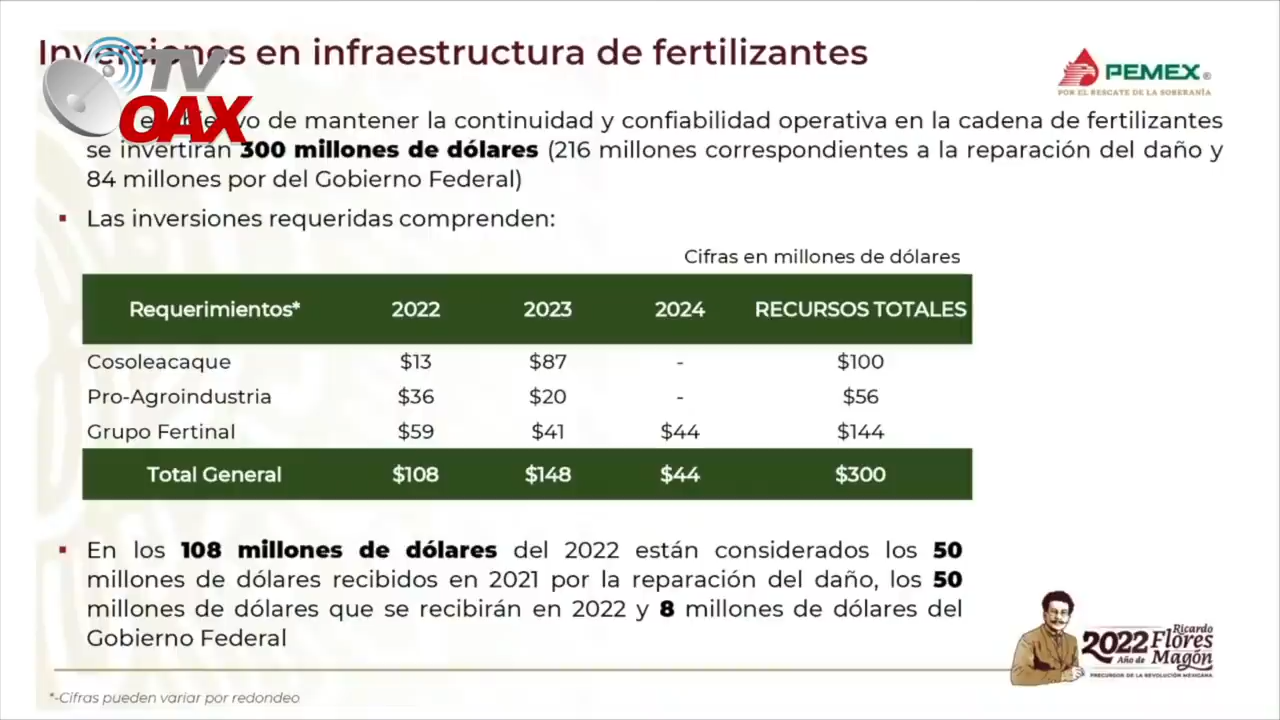 Inversiones en infraestructura de fertilizantes
TV
OAX
PEMEX®
POR EL RESCATE DE LA SOBERANÍA
de mantener la continuidad y confiabilidad operativa en la cadena de fertilizantes
se invertirán 300 millones de dólares (216 millones correspondientes a la reparación del daño y
84 millones por del Gobierno Federal)
▪ Las inversiones requeridas comprenden:
Cifras en millones de dólares
Requerimientos* 2022 2023 2024 RECURSOS TOTALES
Cosoleacaque $13 $87 - $100
Pro-Agroindustria $36 $20 - $56
Grupo Fertinal $59 $41 $44 $144
Total General $108 $148 $44 $300
▪ En los 108 millones de dólares del 2022 están considerados los 50
millones de dólares recibidos en 2021 por la reparación del daño, los 50
millones de dólares que se recibirán en 2022 y 8 millones de dólares del
Gobierno Federal
2022 Ricardo
Flores
Año de Magón
PRECURSOR DE LA REVOLUCIÓN MEXICANA
*-Cifras pueden variar por redondeo